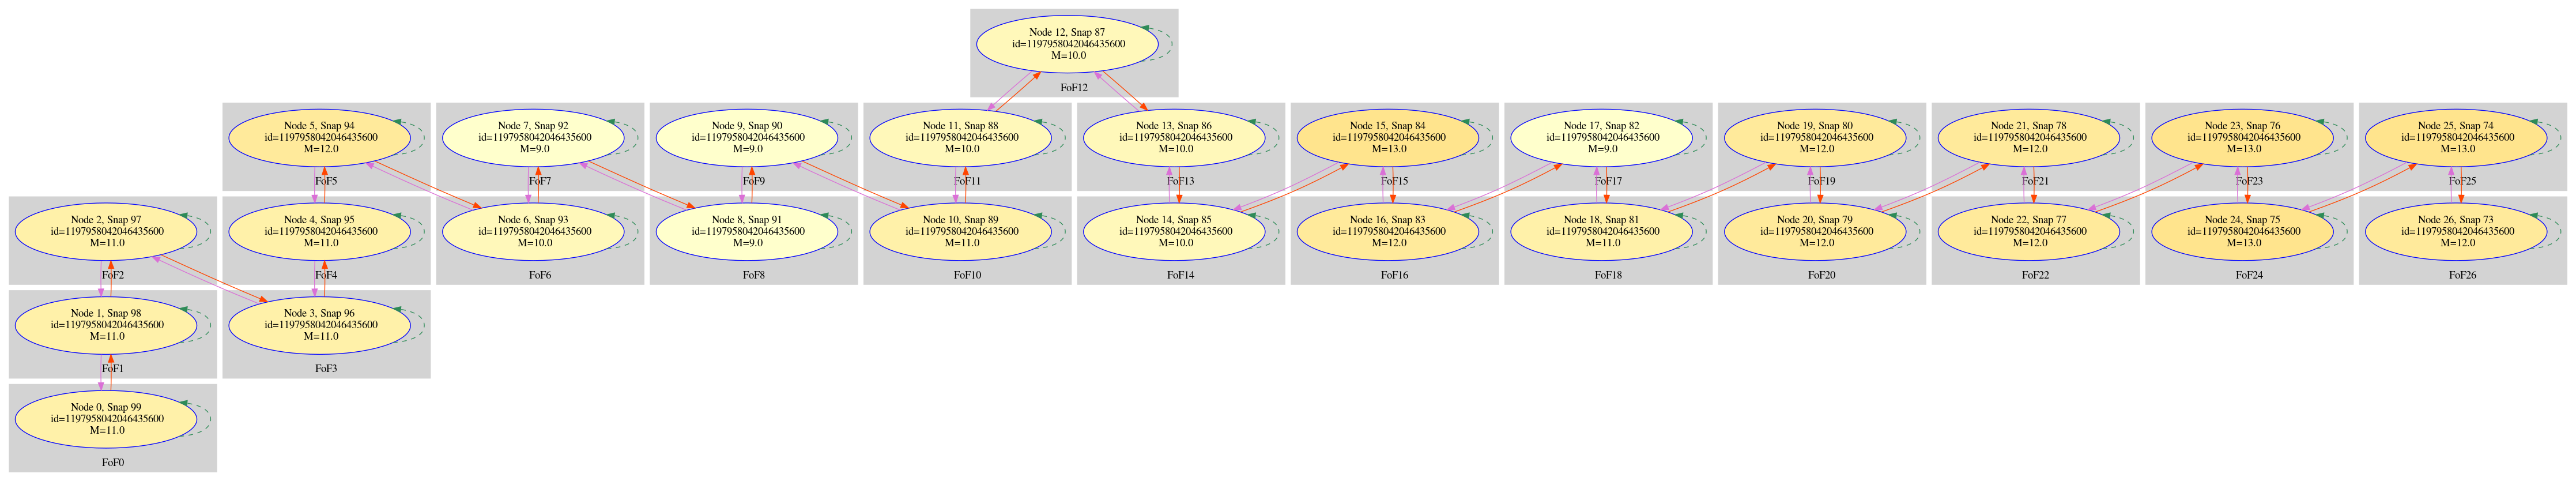 Node 12, Snap 87
id=1197958042046435600
M=10.0
FoF12
Node 5, Snap 94
id=1197958042046435600
M=12.0
FoF5
Node 7, Snap 92
id=1197958042046435600
M=9.0
FoF7
Node 9, Snap 90
id=1197958042046435600
M=9.0
FoF9
Node 11, Snap 88
id=1197958042046435600
M=10.0
FoF11
Node 13, Snap 86
id=1197958042046435600
M=10.0
FoF13
Node 15, Snap 84
id=1197958042046435600
M=13.0
FoF15
Node 17, Snap 82
id=1197958042046435600
M=9.0
FoF17
Node 19, Snap 80
id=1197958042046435600
M=12.0
FoF19
Node 21, Snap 78
id=1197958042046435600
M=12.0
FoF21
Node 23, Snap 76
id=1197958042046435600
M=13.0
FoF23
Node 25, Snap 74
id=1197958042046435600
M=13.0
FoF25
Node 2, Snap 97
id=1197958042046435600
M=11.0
FoF2
Node 4, Snap 95
id=1197958042046435600
M=11.0
FoF4
Node 6, Snap 93
id=1197958042046435600
M=10.0
FoF6
Node 8, Snap 91
id=1197958042046435600
M=9.0
FoF8
Node 10, Snap 89
id=1197958042046435600
M=11.0
FoF10
Node 14, Snap 85
id=1197958042046435600
M=10.0
FoF14
Node 16, Snap 83
id=1197958042046435600
M=12.0
FoF16
Node 18, Snap 81
id=1197958042046435600
M=11.0
FoF18
Node 20, Snap 79
id=1197958042046435600
M=12.0
FoF20
Node 22, Snap 77
id=1197958042046435600
M=12.0
FoF22
Node 24, Snap 75
id=1197958042046435600
M=13.0
FoF24
Node 26, Snap 73
id=1197958042046435600
M=12.0
FoF26
Node 1, Snap 98
id=1197958042046435600
M=11.0
FoF1
Node 3, Snap 96
id=1197958042046435600
M=11.0
FoF3
Node 0, Snap 99
id=1197958042046435600
M=11.0
FoF0